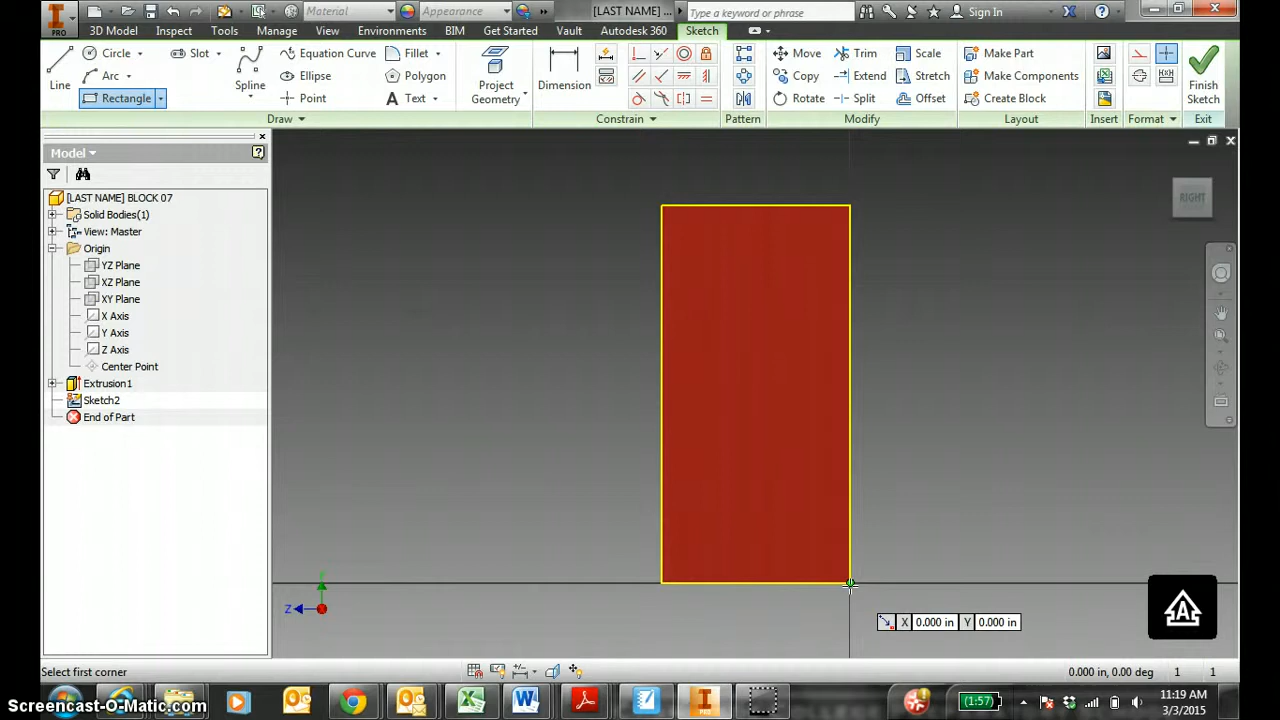 PRO
Material
Appearance
[LAST NAME] ...
Type a keyword or phrase
Sign In
3D Model Inspect Tools Manage View Environments BIM Get Started Vault Autodesk 360 Sketch
Line
Circle
Arc
Rectangle
Slot
Spline
Equation Curve
Ellipse
Point
Fillet
Polygon
Text
Project
Geometry
Dimension
Move
Copy
Rotate
Trim
Extend
Split
Scale
Stretch
Offset
Make Part
Make Components
Create Block
Finish
Sketch
Draw Constrain Pattern Modify Layout Insert Format Exit
Model
[LAST NAME] BLOCK 07
Solid Bodies(1)
View: Master
Origin
YZ Plane
XZ Plane
XY Plane
X Axis
Y Axis
Z Axis
Center Point
Extrusion1
Sketch2
End of Part
RIGHT
Z
X 0.000 in Y 0.000 in
A
Select first corner
0.000 in, 0.00 deg 1 1
(1:57)
11:19 AM
3/3/2015
Screencast-O-Matic.com